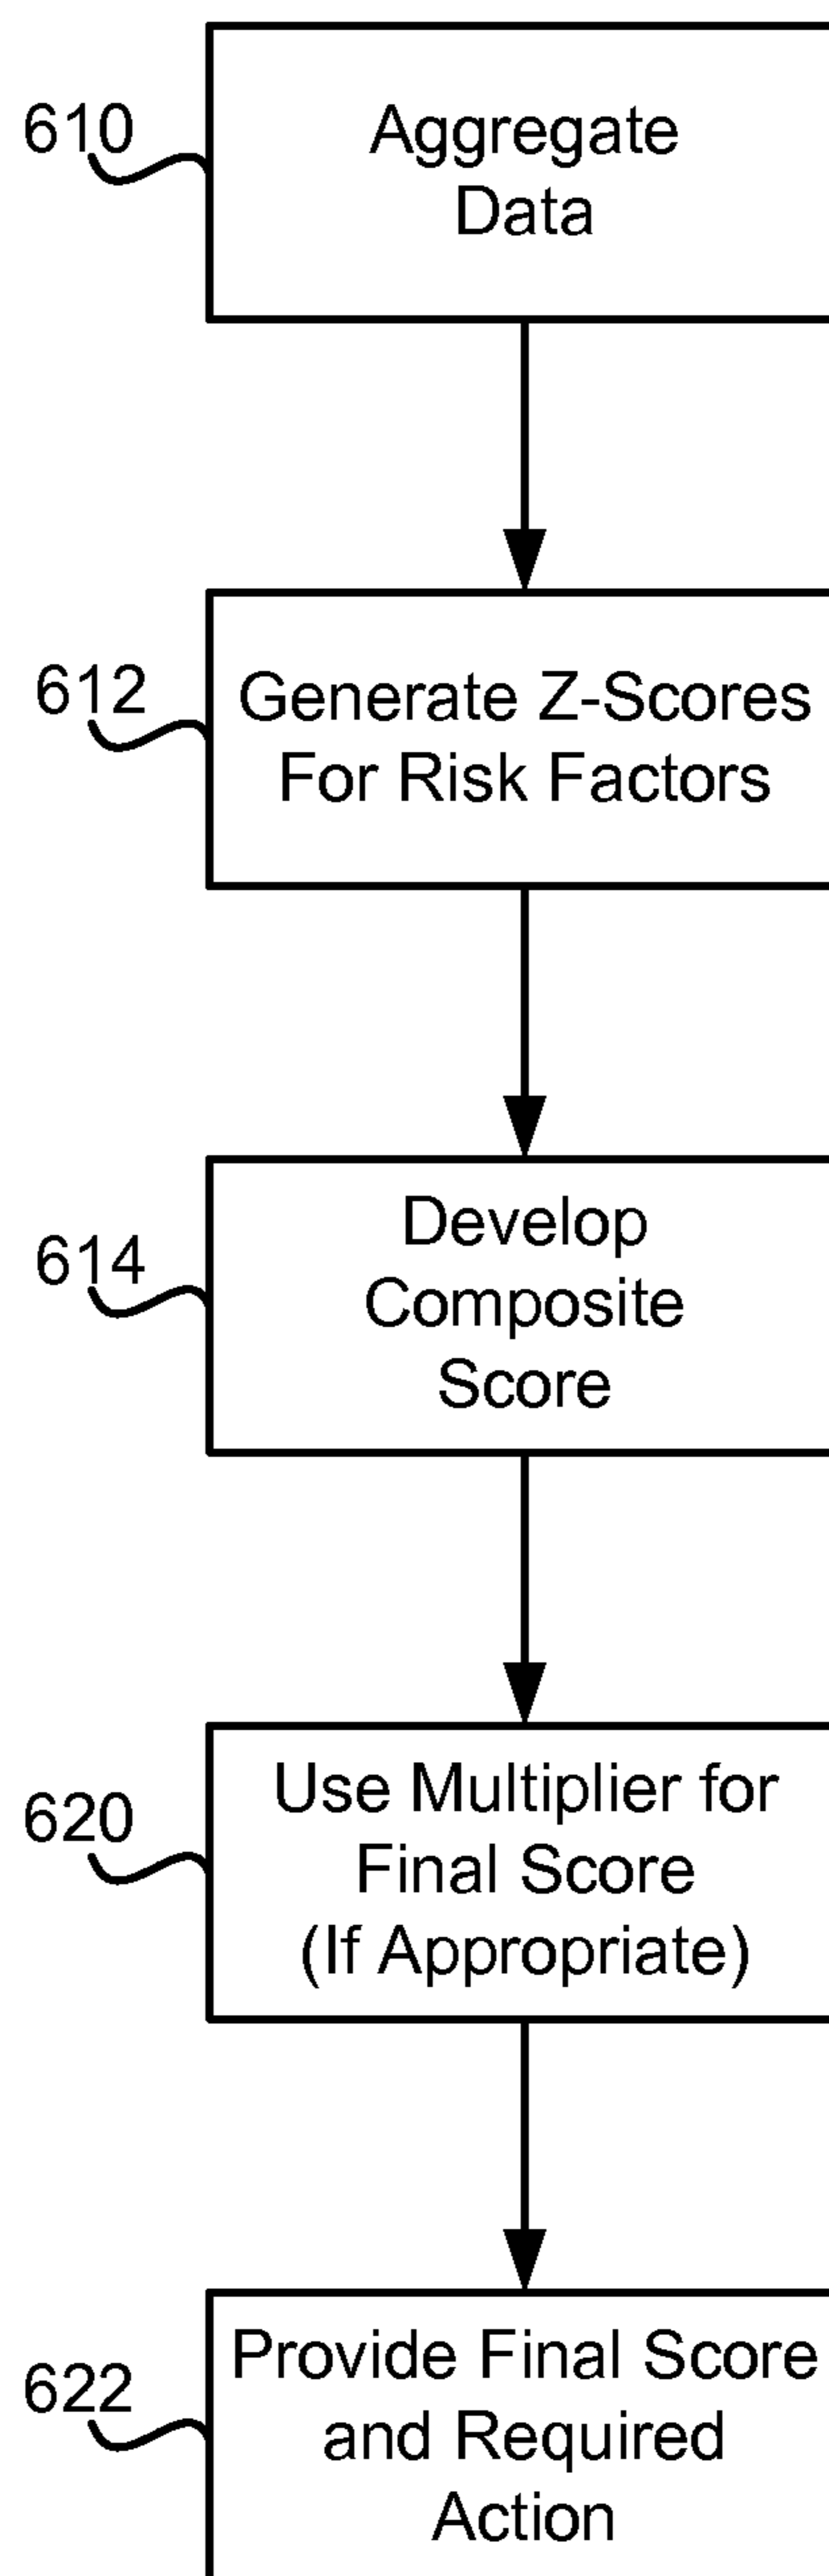 610
Aggregate
Data
612
Generate Z-Scores
For Risk Factors
614
Develop
Composite
Score
620
Use Multiplier for
Final Score
(If Appropriate)
622
Provide Final Score
and Required
Action